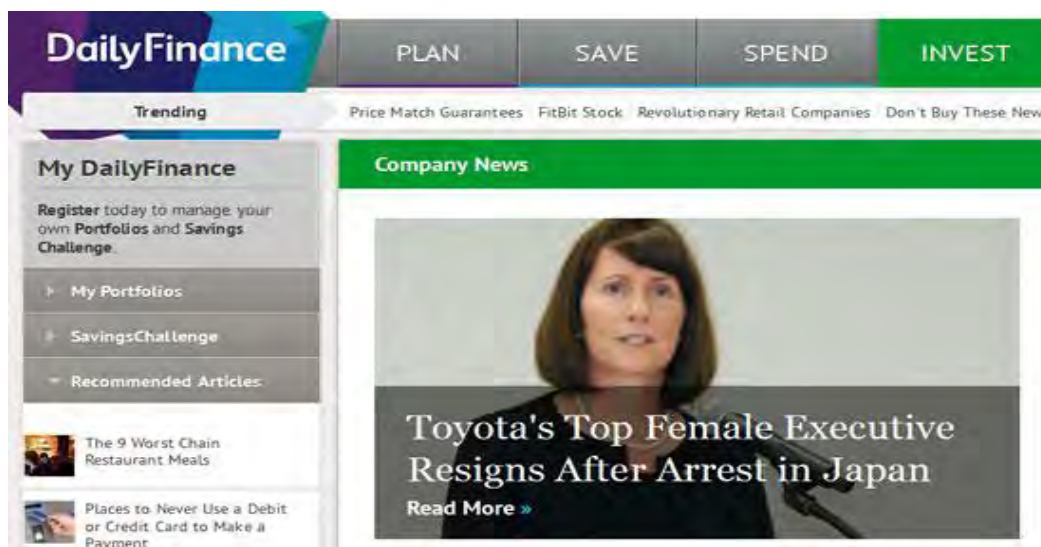 DailyFinance
PLAN SAVE SPEND INVEST
Trending
Price Match Guarantees FitBit Stock Revolutionary Retail Companies Don't Buy These New
My DailyFinance
Register today to manage your
own Portfolios and Savings
Challenge.
My Portfolios
SavingsChallenge
Recommended Articles
The 9 Worst Chain
Restaurant Meals
Places to Never Use a Debit
or Credit Card to Make a
Payment
Company News
Toyota's Top Female Executive
Resigns After Arrest in Japan
Read More »